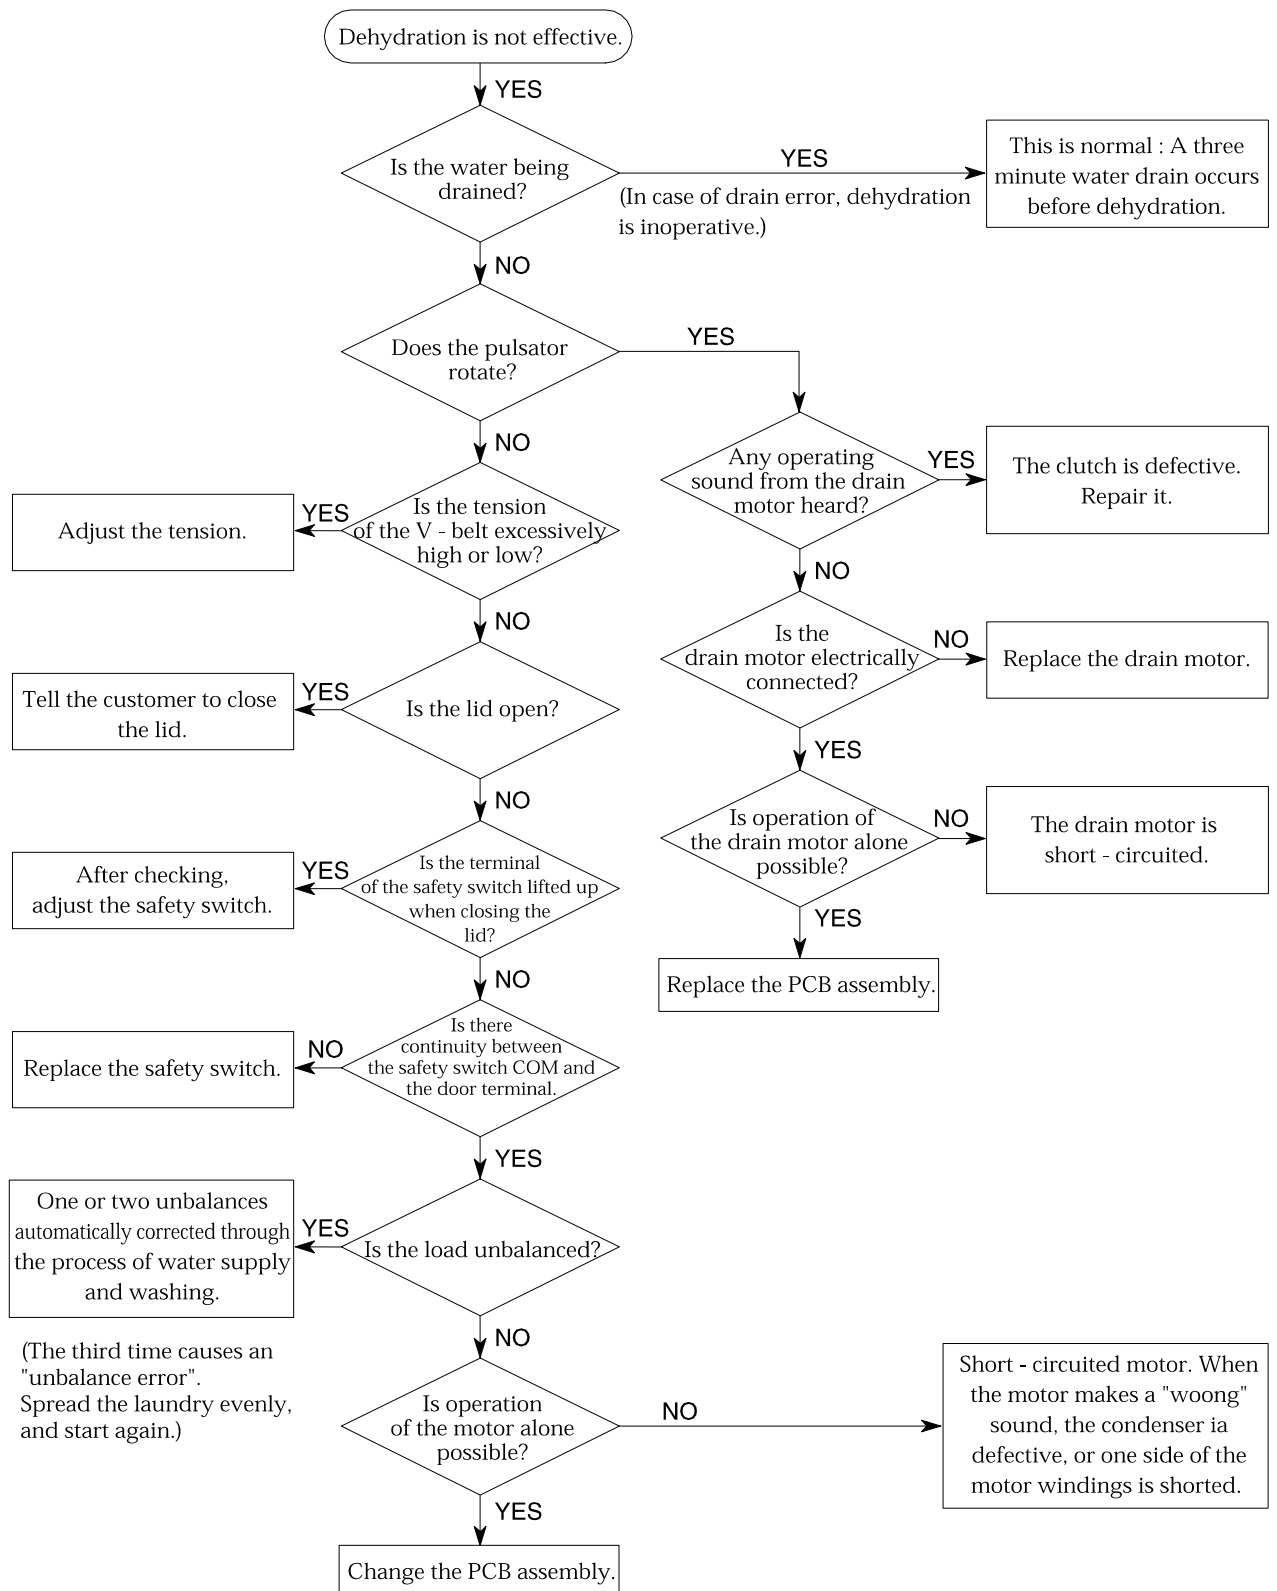 Dehydration is not effective.
YES
Is the water being
drained?
YES
(In case of drain error, dehydration
is inoperative.)
This is normal : A three
minute water drain occurs
before dehydration.
NO
Does the pulsator
rotate?
YES
NO
Any operating
sound from the drain
motor heard?
YES
The clutch is defective.
Repair it.
Is the tension
of the V - belt excessively
high or low?
YES
Adjust the tension.
NO
NO
Is the
drain motor electrically
connected?
NO
Replace the drain motor.
Is the lid open?
YES
Tell the customer to close
the lid.
YES
NO
Is operation of
the drain motor alone
possible?
NO
The drain motor is
short - circuited.
Is the terminal
of the safety switch lifted up
when closing the
lid?
YES
After checking,
adjust the safety switch.
YES
Replace the PCB assembly.
NO
Is there
continuity between
the safety switch COM and
the door terminal.
NO
Replace the safety switch.
YES
Is the load unbalanced?
YES
One or two unbalances
automatically corrected through
the process of water supply
and washing.
(The third time causes an
"unbalance error".
Spread the laundry evenly,
and start again.)
NO
Is operation
of the motor alone
possible?
NO
Short - circuited motor. When
the motor makes a "woong"
sound, the condenser ia
defective, or one side of the
motor windings is shorted.
YES
Change the PCB assembly.